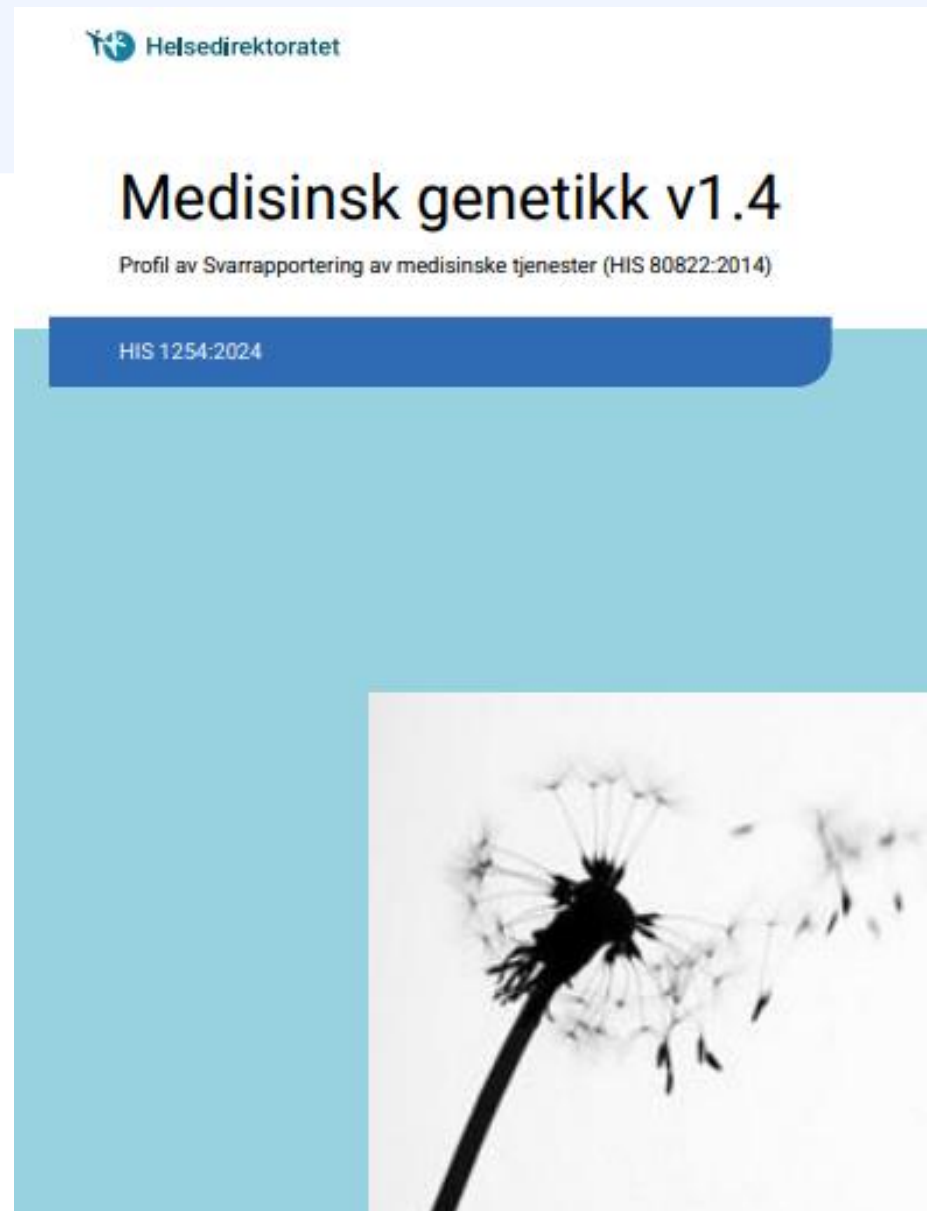 Helsedirektoratet
Medisinsk genetikk v1.4
Profil av Svarrapportering av medisinske tjenester (HIS 80822:2014)
HIS 1254:2024